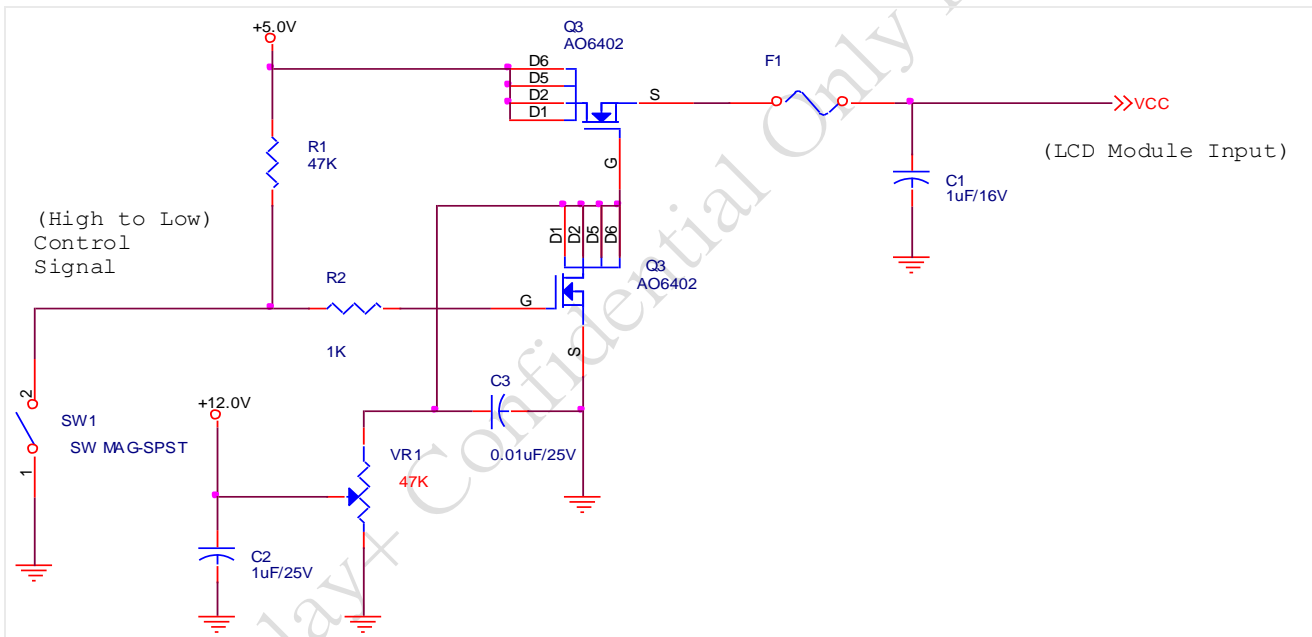 +5.0V
Q3
AO6402
D6
D5
D2
D1
S
G
F1
VCC
(LCD Module Input)
R1
47K
C1
1uF/16V
(High to Low)
Control
Signal
D1
D2
D5
D6
Q3
AO6402
R2
1K
G
S
2
SW1
SW MAG-SPST
1
+12.0V
C3
0.01uF/25V
VR1
47K
C2
1uF/25V
play+ Confidential Only